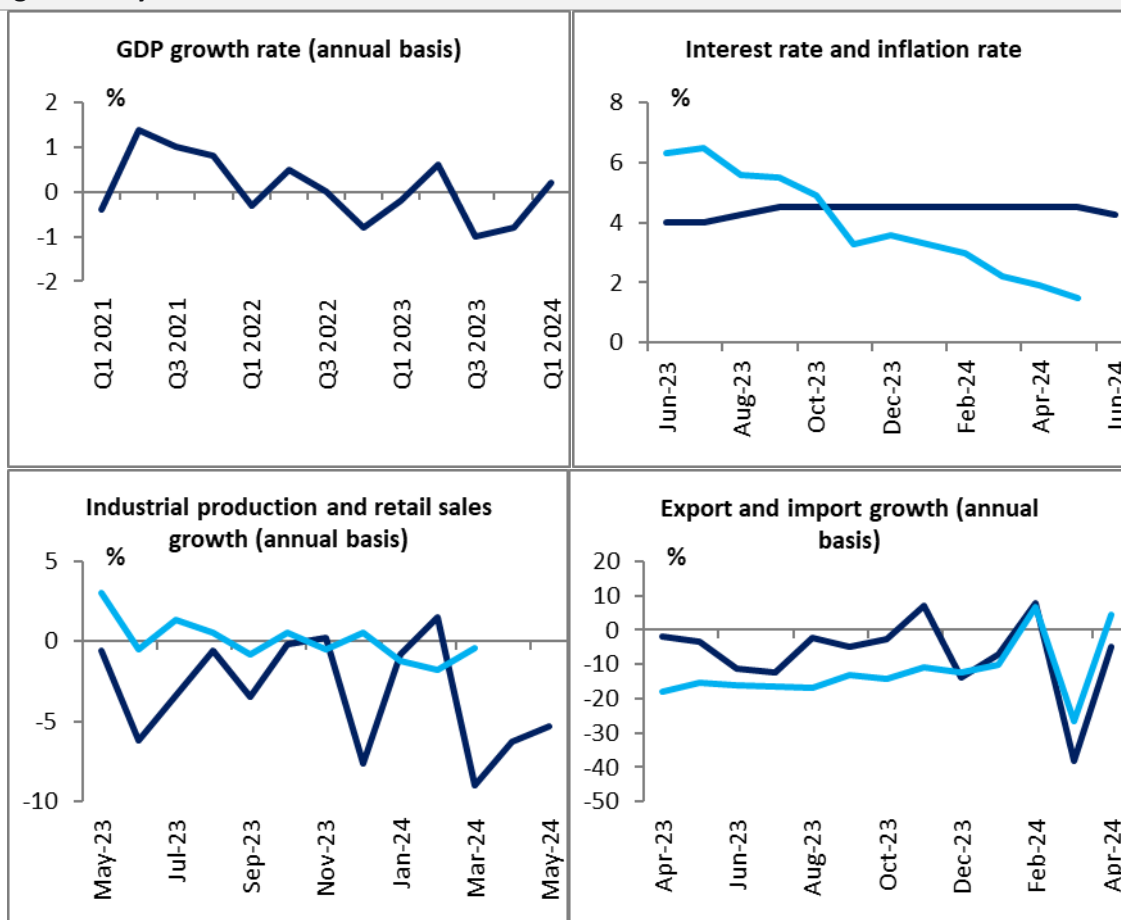 GDP growth rate (annual basis)
%
2
1
0
-1
-2
Q1 2021
Q3 2021
Q1 2022
Q3 2022
Q1 2023
Q3 2023
Q1 2024
Interest rate and inflation rate
%
8
6
4
2
0
Jun-23
Aug-23
Oct-23
Dec-23
Feb-24
Apr-24
Jun-24
Industrial production and retail sales
growth (annual basis)
%
5
0
-5
-10
May-23
Jul-23
Sep-23
Nov-23
Jan-24
Mar-24
May-24
Export and import growth (annual
basis)
%
20
10
0
-10
-20
-30
-40
-50
Apr-23
Jun-23
Aug-23
Oct-23
Dec-23
Feb-24
Apr-24